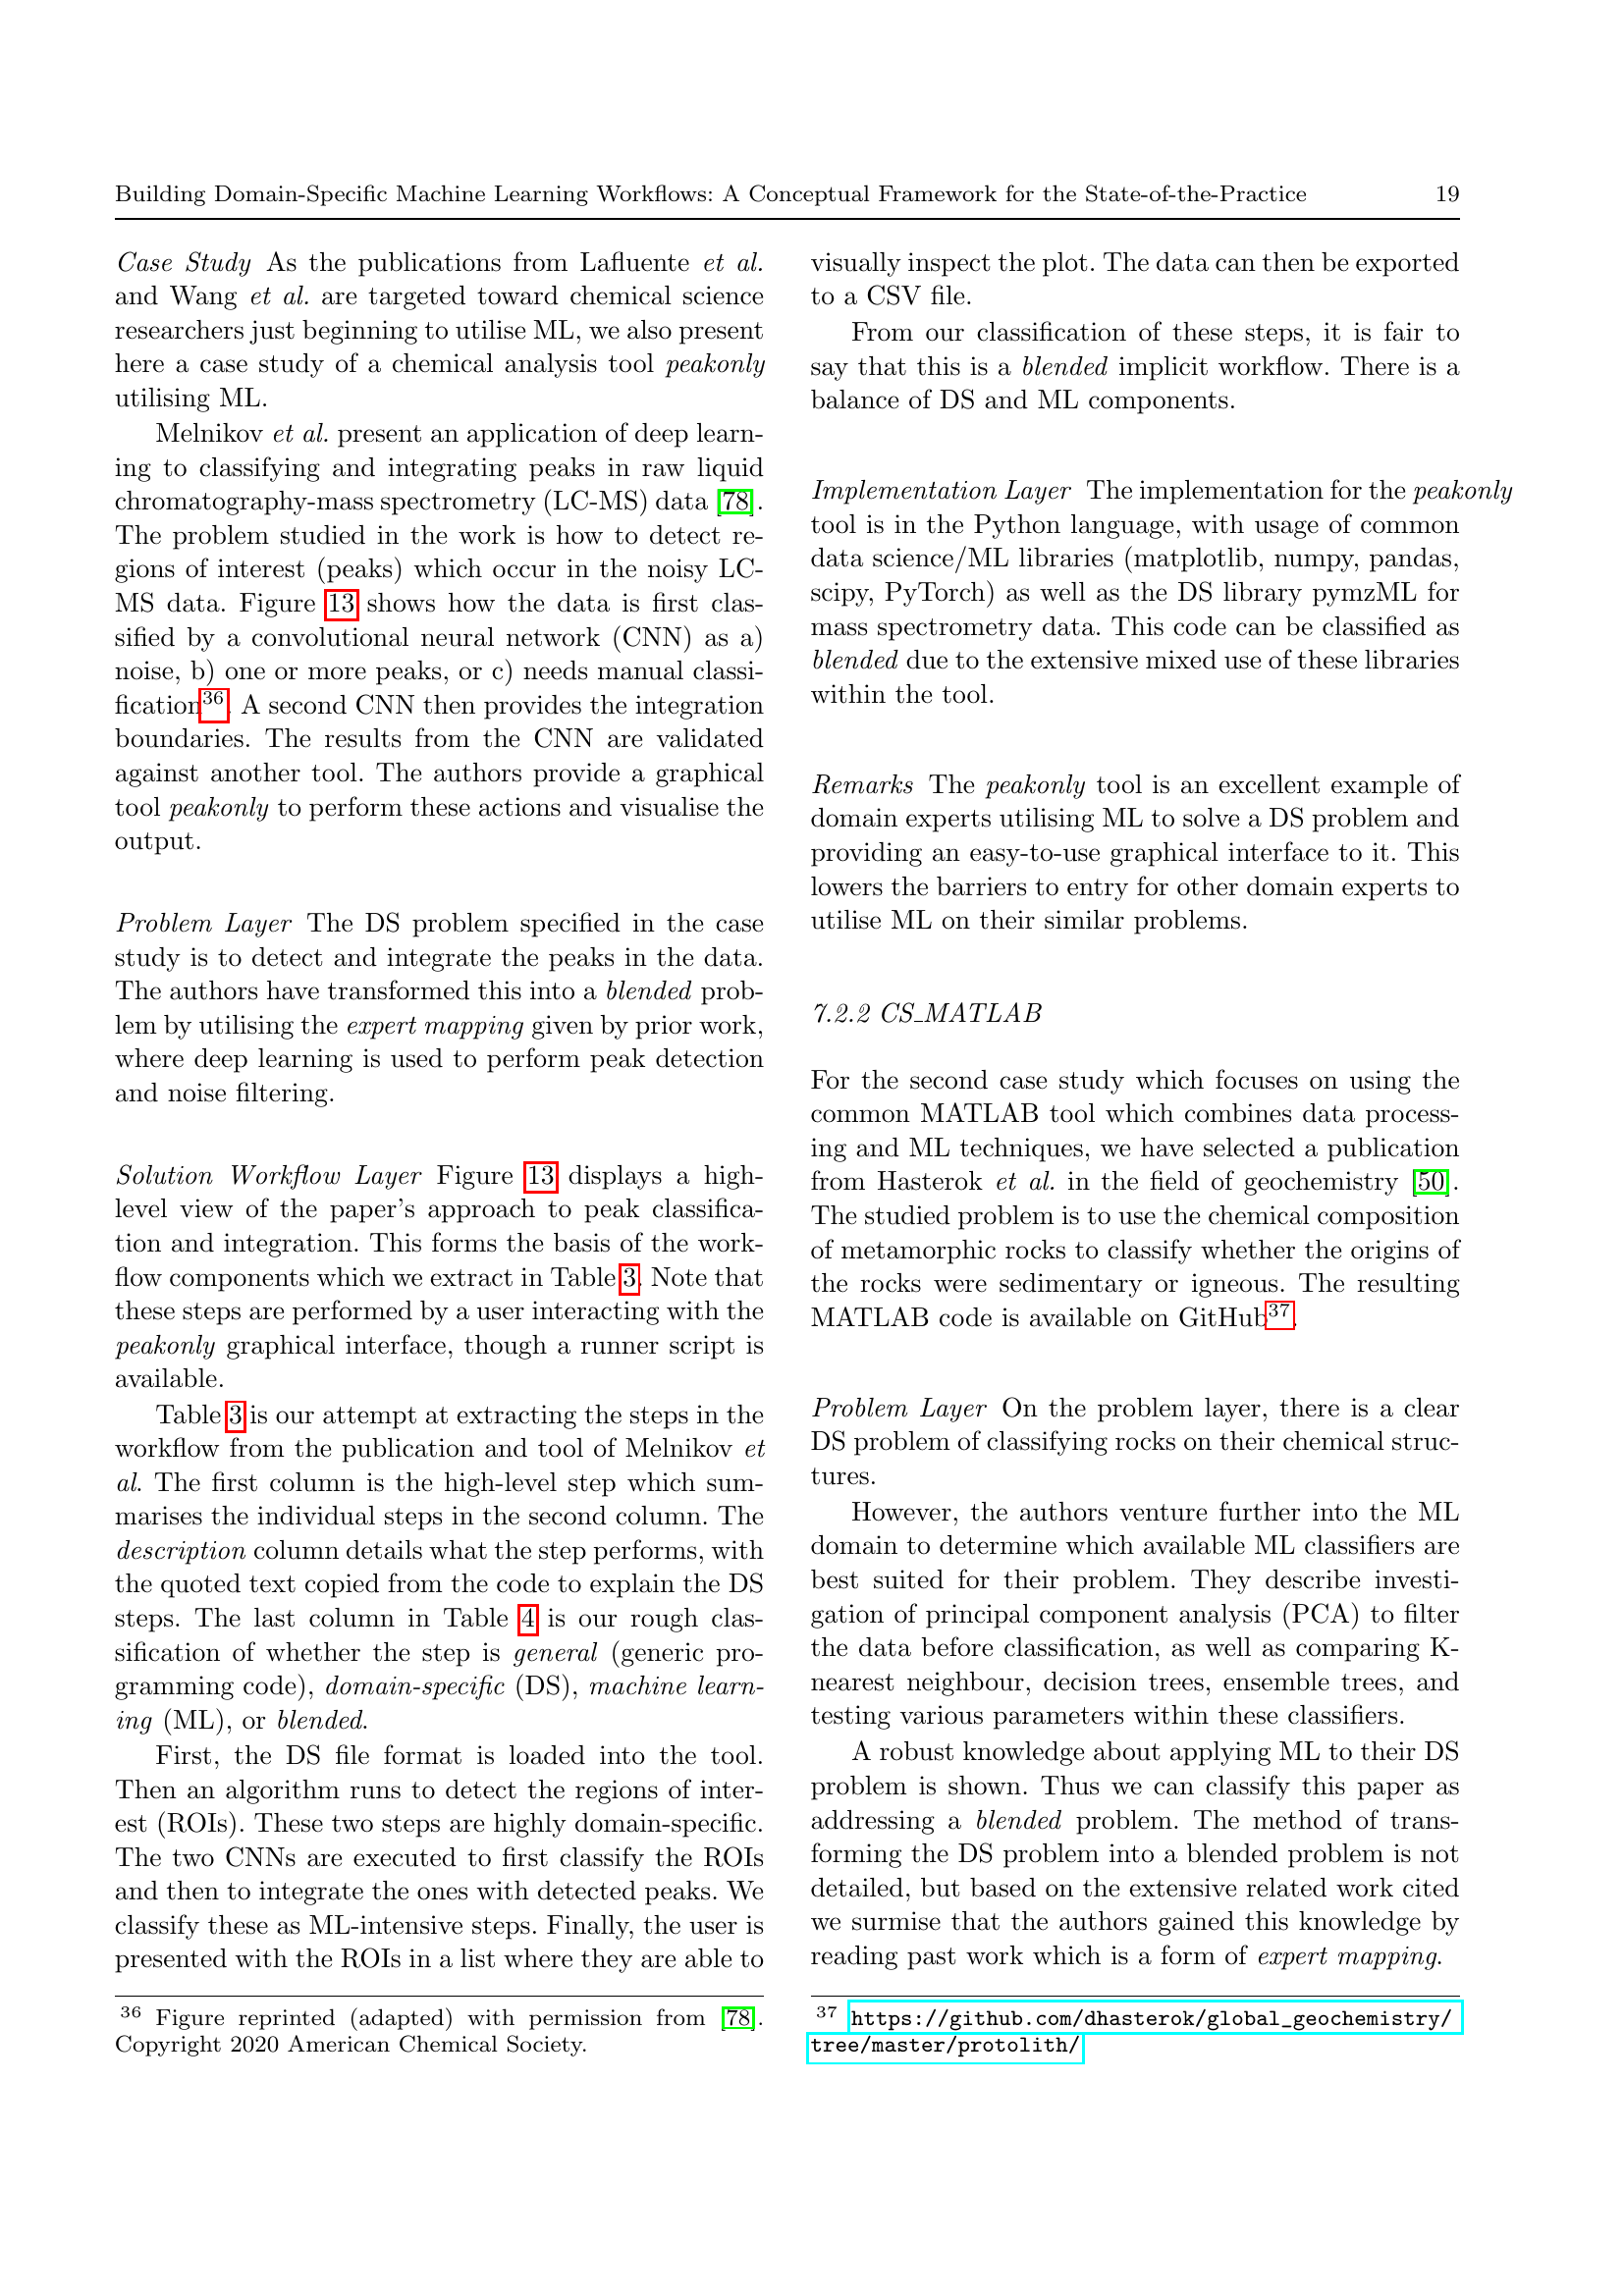 Building Domain-Specific Machine Learning Workflows: A Conceptual Framework for the State-of-the-Practice 19
Case Study As the publications from Lafluente et al.
and Wang et al. are targeted toward chemical science
researchers just beginning to utilise ML, we also present
here a case study of a chemical analysis tool peakonly
utilising ML.
Melnikov et al. present an application of deep learn-
ing to classifying and integrating peaks in raw liquid
chromatography-mass spectrometry (LC-MS) data [78].
The problem studied in the work is how to detect re-
gions of interest (peaks) which occur in the noisy LC-
MS data. Figure 13 shows how the data is first clas-
sified by a convolutional neural network (CNN) as a)
noise, b) one or more peaks, or c) needs manual classi-
fication36. A second CNN then provides the integration
boundaries. The results from the CNN are validated
against another tool. The authors provide a graphical
tool peakonly to perform these actions and visualise the
output.
Problem Layer The DS problem specified in the case
study is to detect and integrate the peaks in the data.
The authors have transformed this into a blended prob-
lem by utilising the expert mapping given by prior work,
where deep learning is used to perform peak detection
and noise filtering.
Solution Workflow Layer Figure 13 displays a high-
level view of the paper's approach to peak classifica-
tion and integration. This forms the basis of the work-
flow components which we extract in Table 3. Note that
these steps are performed by a user interacting with the
peakonly graphical interface, though a runner script is
available.
Table 3 is our attempt at extracting the steps in the
workflow from the publication and tool of Melnikov et
al. The first column is the high-level step which sum-
marises the individual steps in the second column. The
description column details what the step performs, with
the quoted text copied from the code to explain the DS
steps. The last column in Table 4 is our rough clas-
sification of whether the step is general (generic pro-
gramming code), domain-specific (DS), machine learn-
ing (ML), or blended.
First, the DS file format is loaded into the tool.
Then an algorithm runs to detect the regions of inter-
est (ROIs). These two steps are highly domain-specific.
The two CNNs are executed to first classify the ROIs
and then to integrate the ones with detected peaks. We
classify these as ML-intensive steps. Finally, the user is
presented with the ROIs in a list where they are able to
36 Figure reprinted (adapted) with permission from [78].
Copyright 2020 American Chemical Society.
visually inspect the plot. The data can then be exported
to a CSV file.
From our classification of these steps, it is fair to
say that this is a blended implicit workflow. There is a
balance of DS and ML components.
Implementation Layer The implementation for the peakonly
tool is in the Python language, with usage of common
data science/ML libraries (matplotlib, numpy, pandas,
scipy, PyTorch) as well as the DS library pymzML for
mass spectrometry data. This code can be classified as
blended due to the extensive mixed use of these libraries
within the tool.
Remarks The peakonly tool is an excellent example of
domain experts utilising ML to solve a DS problem and
providing an easy-to-use graphical interface to it. This
lowers the barriers to entry for other domain experts to
utilise ML on their similar problems.
7.2.2 CS_MATLAB
For the second case study which focuses on using the
common MATLAB tool which combines data process-
ing and ML techniques, we have selected a publication
from Hasterok et al. in the field of geochemistry [50].
The studied problem is to use the chemical composition
of metamorphic rocks to classify whether the origins of
the rocks were sedimentary or igneous. The resulting
MATLAB code is available on GitHub37.
Problem Layer On the problem layer, there is a clear
DS problem of classifying rocks on their chemical struc-
tures.
However, the authors venture further into the ML
domain to determine which available ML classifiers are
best suited for their problem. They describe investi-
gation of principal component analysis (PCA) to filter
the data before classification, as well as comparing K-
nearest neighbour, decision trees, ensemble trees, and
testing various parameters within these classifiers.
A robust knowledge about applying ML to their DS
problem is shown. Thus we can classify this paper as
addressing a blended problem. The method of trans-
forming the DS problem into a blended problem is not
detailed, but based on the extensive related work cited
we surmise that the authors gained this knowledge by
reading past work which is a form of expert mapping.
37 https://github.com/dhasterok/global_geochemistry/
tree/master/protolith/